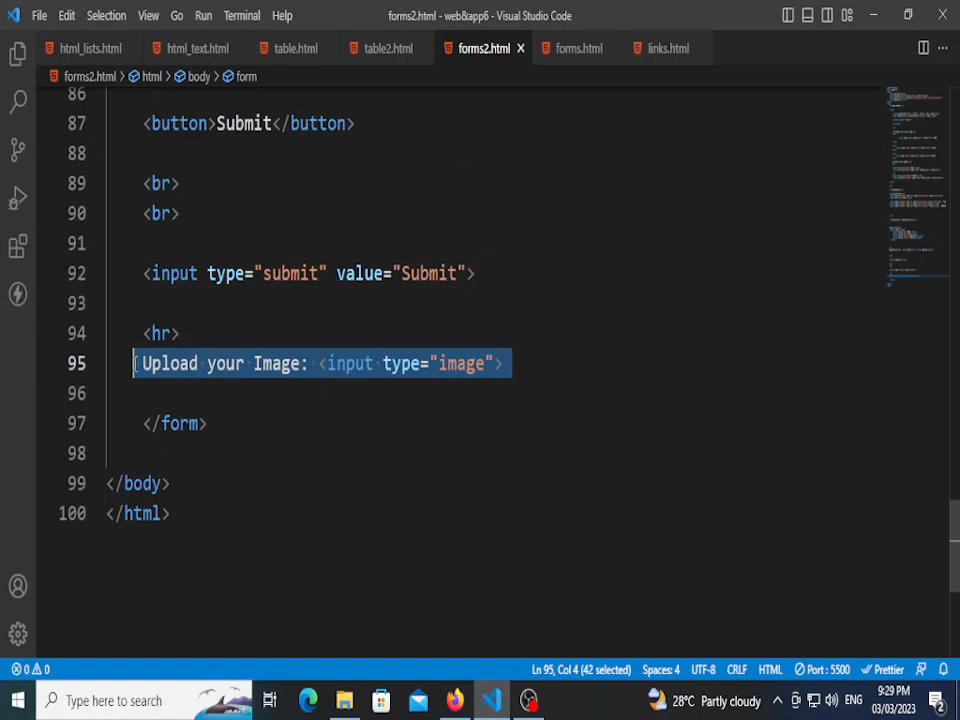 File Edit Selection View Go Run Terminal Help forms2.html - web&app6 - Visual Studio Code
html_lists.html html_text.html table.html table2.html forms2.html forms.html links.html
forms2.html > html > body > form
86
87 <button>Submit</button>
88
89 <br>
90 <br>
91
92 <input type="submit" value="Submit">
93
94 <hr>
95 Upload your Image: <input type="image">
96
97 </form>
98
99 </body>
100 </html>
0 0 Ln 95, Col 4 (42 selected) Spaces: 4 UTF-8 CRLF HTML Port : 5500 Prettier
Type here to search 28°C Partly cloudy ENG 9:29 PM
03/03/2023 2